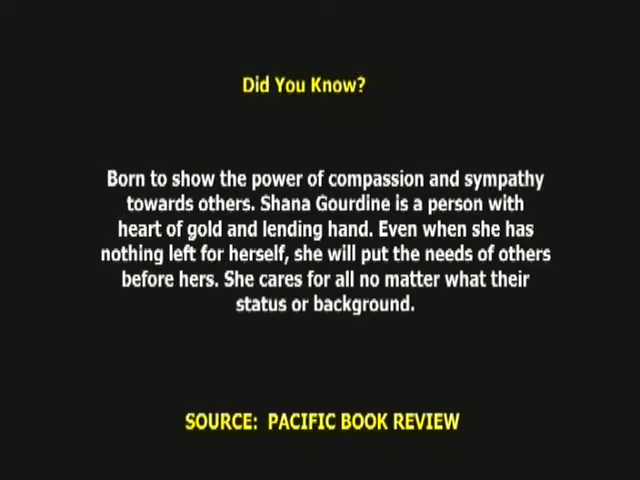 Did You Know?
Born to show the power of compassion and sympathy
towards others. Shana Gourdine is a person with
heart of gold and lending hand. Even when she has
nothing left for herself, she will put the needs of others
before hers. She cares for all no matter what their
status or background.
SOURCE:  PACIFIC BOOK REVIEW